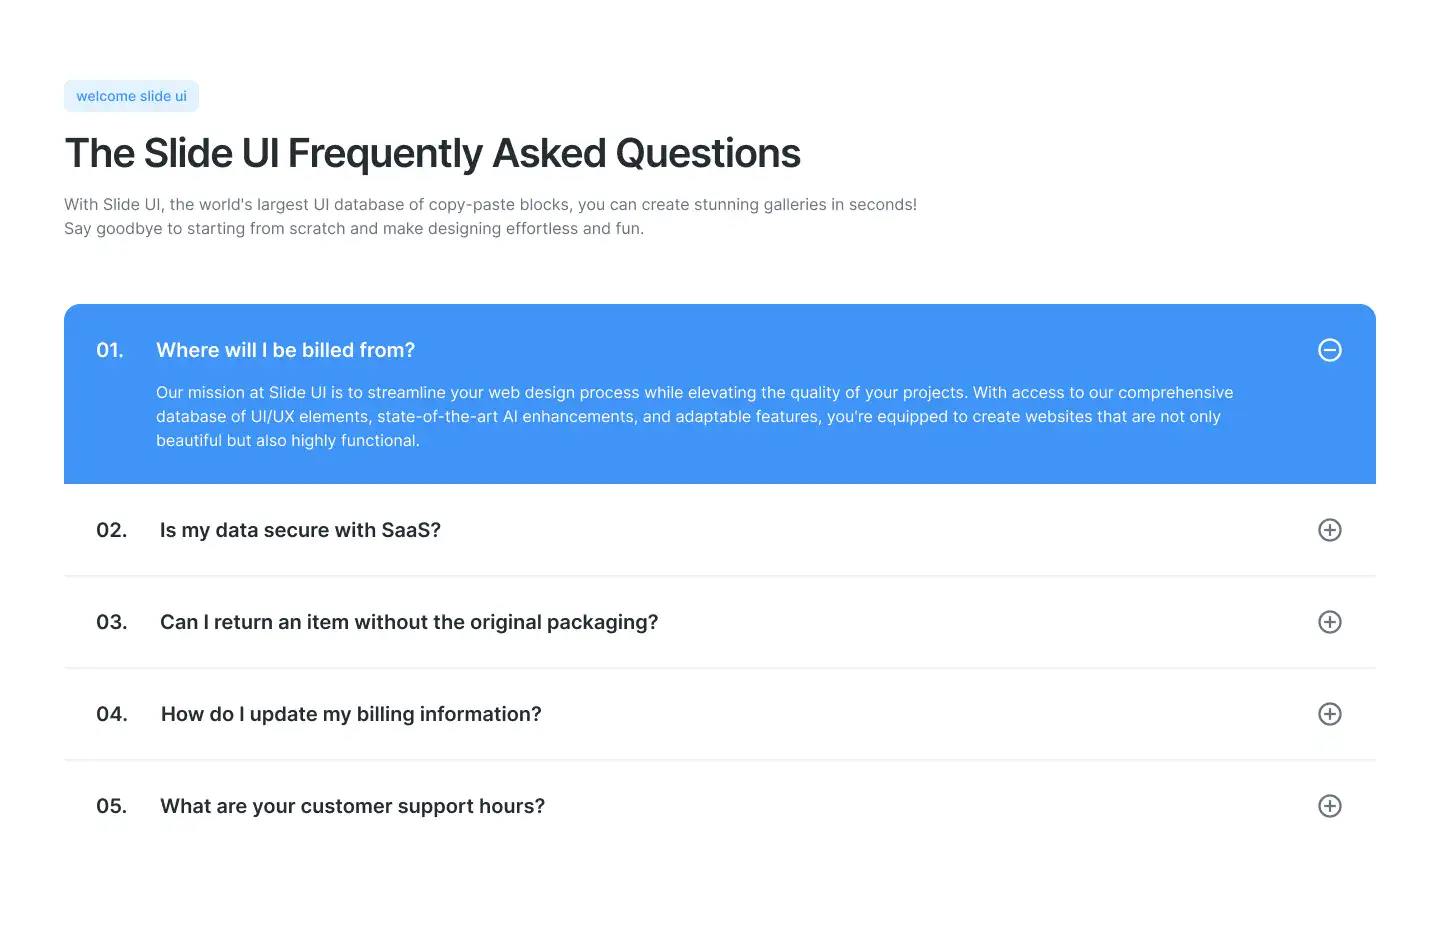 welcome slide ui
The Slide UI Frequently Asked Questions
With Slide UI, the world's largest UI database of copy-paste blocks, you can create stunning galleries in seconds!
Say goodbye to starting from scratch and make designing effortless and fun.
01. Where will I be billed from?
Our mission at Slide UI is to streamline your web design process while elevating the quality of your projects. With access to our comprehensive
database of UI/UX elements, state-of-the-art AI enhancements, and adaptable features, you're equipped to create websites that are not only
beautiful but also highly functional.
02. Is my data secure with SaaS?
03. Can I return an item without the original packaging?
04. How do I update my billing information?
05. What are your customer support hours?